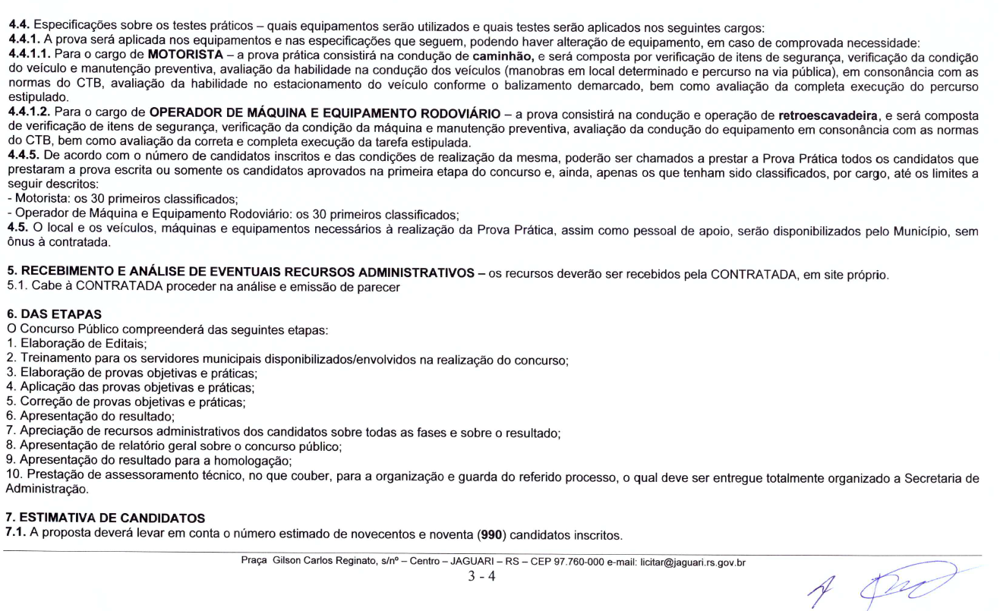 4.4. Especificações sobre os testes práticos – quais equipamentos serão utilizados e quais testes serão aplicados nos seguintes cargos:
4.4.1. A prova será aplicada nos equipamentos e nas especificações que seguem, podendo haver alteração de equipamento, em caso de comprovada necessidade:
4.4.1.1. Para o cargo de MOTORISTA – a prova prática consistirá na condução de caminhão, e será composta por verificação de itens de segurança, verificação da condição
do veículo e manutenção preventiva, avaliação da habilidade na condução dos veículos (manobras em local determinado e percurso na via pública), em consonância com as
normas do CTB, avaliação da habilidade no estacionamento do veículo conforme o balizamento demarcado, bem como avaliação da completa execução do percurso
estipulado.
4.4.1.2. Para o cargo de OPERADOR DE MÁQUINA E EQUIPAMENTO RODOVIÁRIO – a prova consistirá na condução e operação de retroescavadeira, e será composta
de verificação de itens de segurança, verificação da condição da máquina e manutenção preventiva, avaliação da condução do equipamento em consonância com as normas
do CTB, bem como avaliação da correta e completa execução da tarefa estipulada.
4.4.5. De acordo com o número de candidatos inscritos e das condições de realização da mesma, poderão ser chamados a prestar a Prova Prática todos os candidatos que
prestaram a prova escrita ou somente os candidatos aprovados na primeira etapa do concurso e, ainda, apenas os que tenham sido classificados, por cargo, até os limites a
seguir descritos:
- Motorista: os 30 primeiros classificados;
- Operador de Máquina e Equipamento Rodoviário: os 30 primeiros classificados;
4.5. O local e os veículos, máquinas e equipamentos necessários à realização da Prova Prática, assim como pessoal de apoio, serão disponibilizados pelo Município, sem
ônus à contratada.
5. RECEBIMENTO E ANÁLISE DE EVENTUAIS RECURSOS ADMINISTRATIVOS – os recursos deverão ser recebidos pela CONTRATADA, em site próprio.
5.1. Cabe à CONTRATADA proceder na análise e emissão de parecer
6. DAS ETAPAS
O Concurso Público compreenderá das seguintes etapas:
1. Elaboração de Editais;
2. Treinamento para os servidores municipais disponibilizados/envolvidos na realização do concurso;
3. Elaboração de provas objetivas e práticas;
4. Aplicação das provas objetivas e práticas;
5. Correção de provas objetivas e práticas;
6. Apresentação do resultado;
7. Apreciação de recursos administrativos dos candidatos sobre todas as fases e sobre o resultado;
8. Apresentação de relatório geral sobre o concurso público;
9. Apresentação do resultado para a homologação;
10. Prestação de assessoramento técnico, no que couber, para a organização e guarda do referido processo, o qual deve ser entregue totalmente organizado a Secretaria de
Administração.
7. ESTIMATIVA DE CANDIDATOS
7.1. A proposta deverá levar em conta o número estimado de novecentos e noventa (990) candidatos inscritos.
Praça Gilson Carlos Reginato, s/nº – Centro – JAGUARI – RS – CEP 97.760-000 e-mail: licitar@jaguari.rs.gov.br
3 - 4